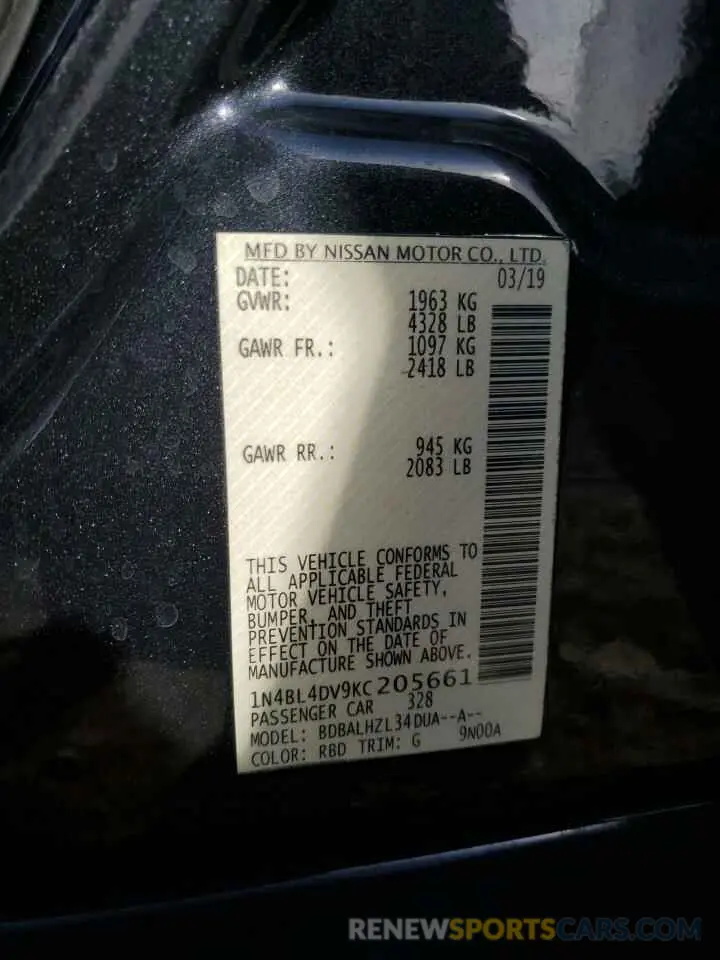 MFD BY NISSAN MOTOR CO., LTD.
DATE: 03/19
GVWR: 1963 KG
4328 LB
GAWR FR.: 1097 KG
2418 LB
GAWR RR.: 945 KG
2083 LB
THIS VEHICLE CONFORMS TO
ALL APPLICABLE FEDERAL
MOTOR VEHICLE SAFETY,
BUMPER, AND THEFT
PREVENTION STANDARDS IN
EFFECT ON THE DATE OF
MANUFACTURE SHOWN ABOVE.
1N4BL4DV9KC205661
PASSENGER CAR 328
MODEL: BDBALHZL34DUA--A--
COLOR: RBD TRIM: G 9N00A
RENEWSPORTSCARS.COM